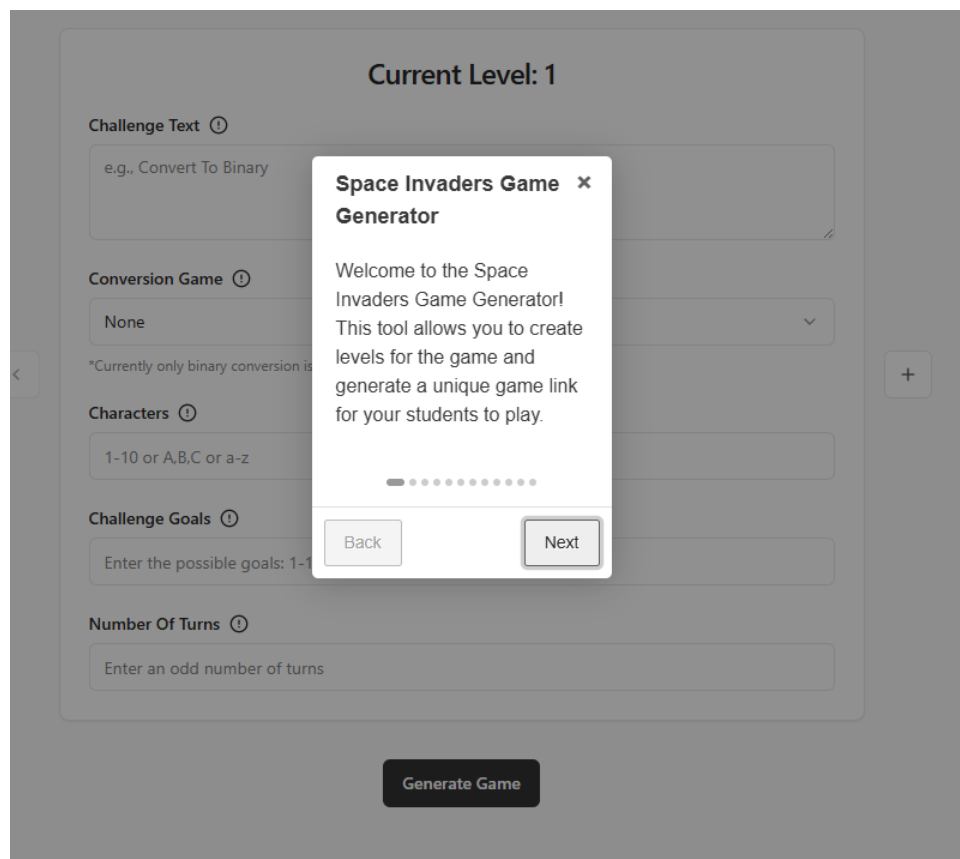 Current Level: 1
Challenge Text
e.g., Convert To Binary
Space Invaders Game
Generator
Welcome to the Space
Invaders Game Generator!
This tool allows you to create
levels for the game and
generate a unique game link
for your students to play.
Back
Next
Conversion Game
None
*Currently only binary conversion is
Characters
1-10 or A,B,C or a-z
Challenge Goals
Enter the possible goals: 1-1
Number Of Turns
Enter an odd number of turns
Generate Game